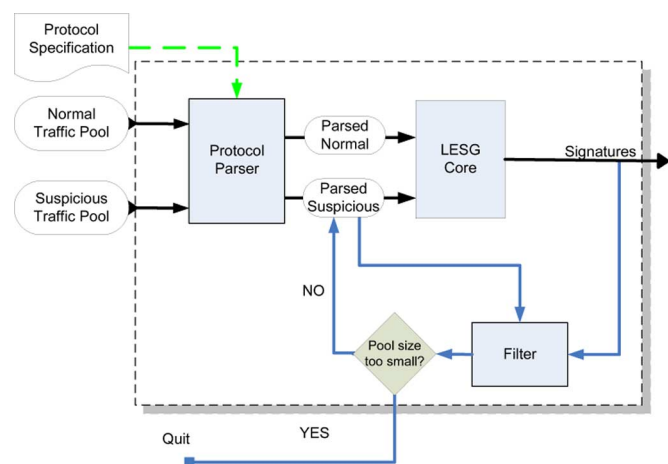 Protocol
Specification
Normal
Traffic Pool
Suspicious
Traffic Pool
Protocol
Parser
Parsed
Normal
Parsed
Suspicious
LESG
Core
Signatures
NO
Pool size
too small?
Filter
YES
Quit